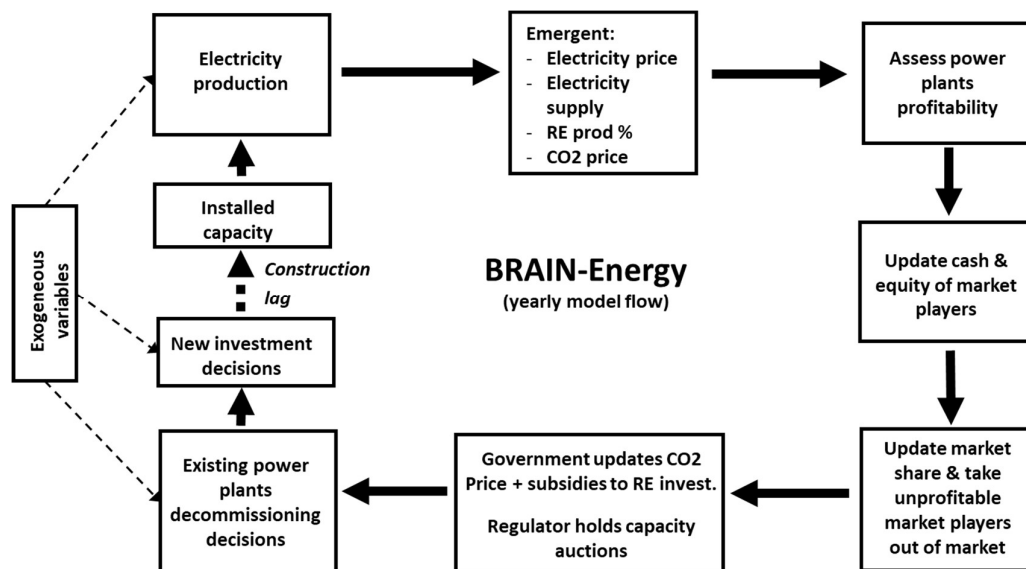 Electricity
production
Emergent:
- Electricity price
- Electricity
supply
- RE prod %
- CO2 price
Assess power
plants
profitability
Exogeneous
variables
Installed
capacity
Construction
lag
BRAIN-Energy
(yearly model flow)
Update cash &
equity of market
players
New investment
decisions
Existing power
plants
decommissioning
decisions
Government updates CO2
Price + subsidies to RE invest.
Regulator holds capacity
auctions
Update market
share & take
unprofitable
market players
out of market